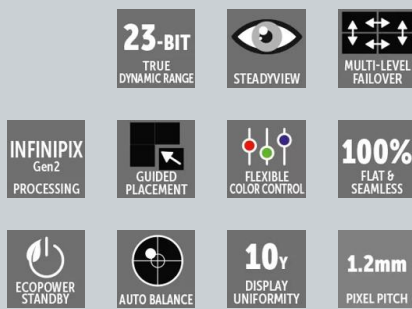 23-BIT
TRUE
DYNAMIC RANGE
STEADYVIEW
MULTI-LEVEL
FAILOVER
INFINIPIX
Gen2
PROCESSING
GUIDED
PLACEMENT
FLEXIBLE
COLOR CONTROL
100%
FLAT &
SEAMLESS
ECOPOWER
STANDBY
AUTO BALANCE
10Y
DISPLAY
UNIFORMITY
1.2mm
PIXEL PITCH